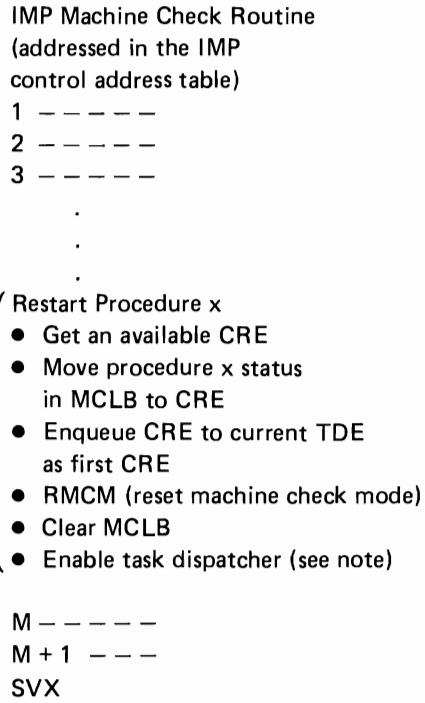 IMP Machine Check Routine
(addressed in the IMP
control address table)
1 – – – – –
2 – – – – –
3 – – – – –
.
.
.
Restart Procedure x
● Get an available CRE
● Move procedure x status
in MCLB to CRE
● Enqueue CRE to current TDE
as first CRE
● RMCM (reset machine check mode)
● Clear MCLB
● Enable task dispatcher (see note)
M – – – – –
M + 1 – – –
SVX